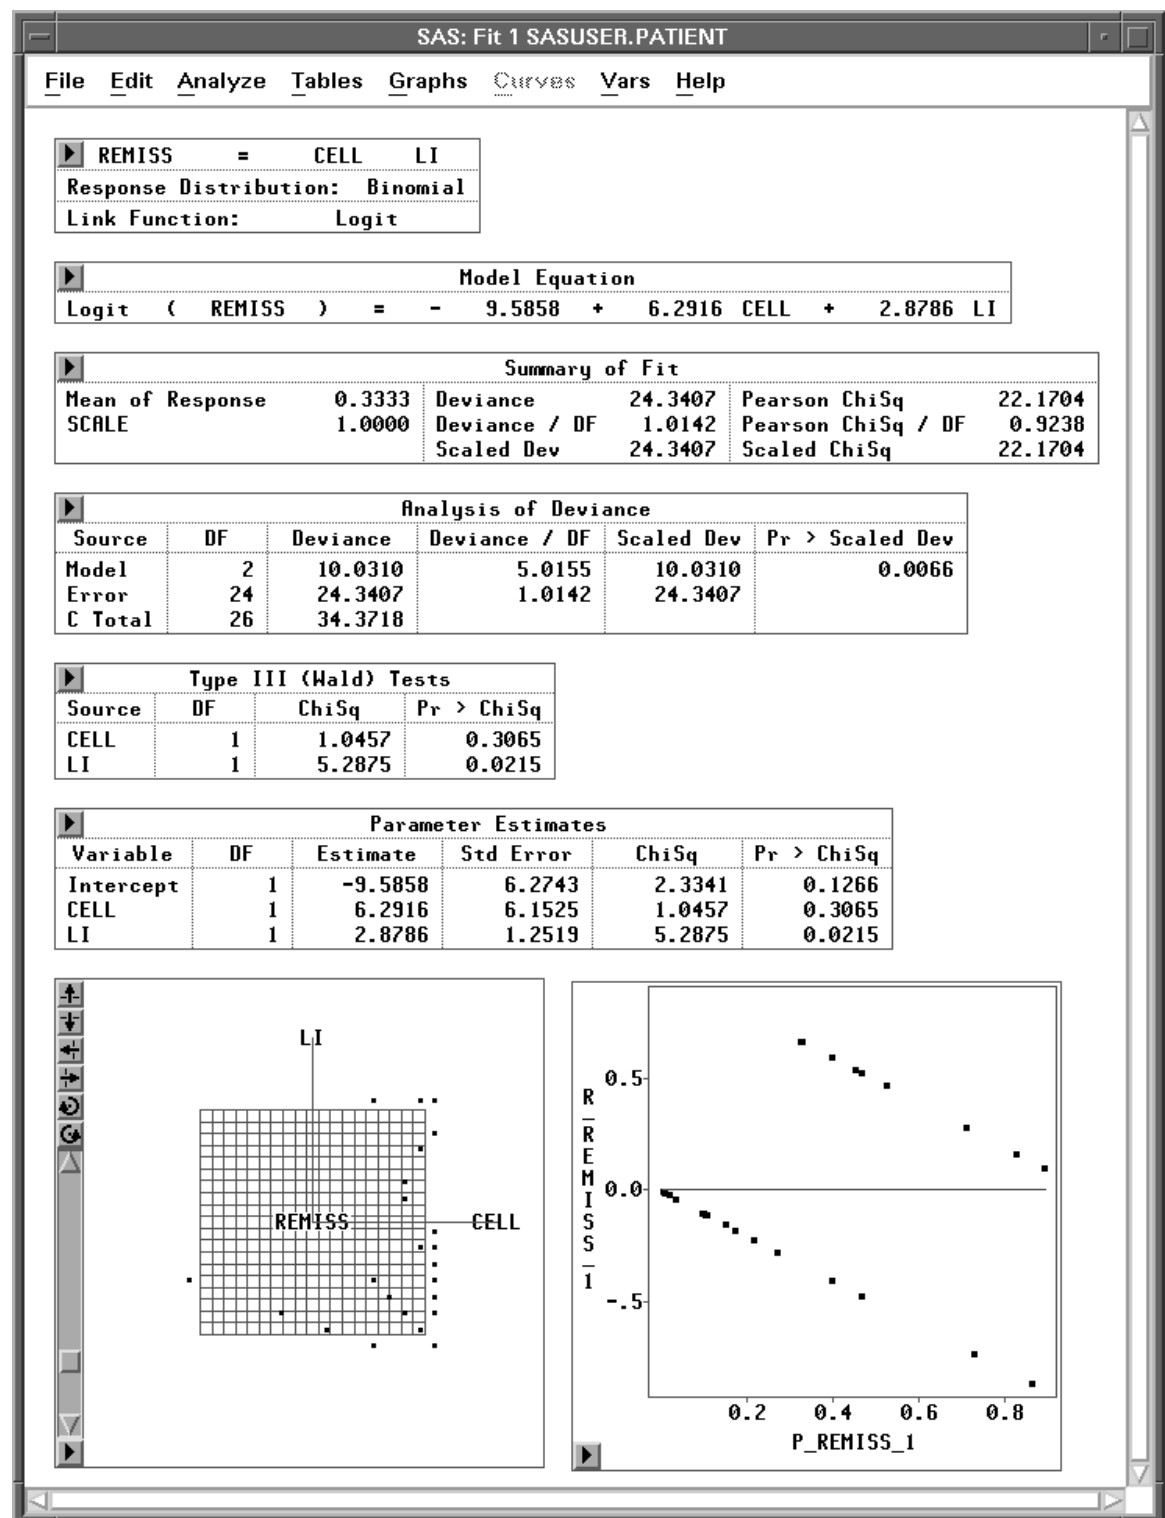 SAS: Fit 1 SASUSER.PATIENT
File Edit Analyze Tables Graphs Curves Vars Help
REMISS = CELL LI
Response Distribution: Binomial
Link Function: Logit
Model Equation
Logit ( REMISS ) = - 9.5858 + 6.2916 CELL + 2.8786 LI
Summary of Fit
Mean of Response 0.3333 Deviance 24.3407 Pearson ChiSq 22.1704
SCALE 1.0000 Deviance / DF 1.0142 Pearson ChiSq / DF 0.9238
Scaled Dev 24.3407 Scaled ChiSq 22.1704
Analysis of Deviance
Source DF Deviance Deviance / DF Scaled Dev Pr > Scaled Dev
Model 2 10.0310 5.0155 10.0310 0.0066
Error 24 24.3407 1.0142 24.3407
C Total 26 34.3718
Type III (Wald) Tests
Source DF ChiSq Pr > ChiSq
CELL 1 1.0457 0.3065
LI 1 5.2875 0.0215
Parameter Estimates
Variable DF Estimate Std Error ChiSq Pr > ChiSq
Intercept 1 -9.5858 6.2743 2.3341 0.1266
CELL 1 6.2916 6.1525 1.0457 0.3065
LI 1 2.8786 1.2519 5.2875 0.0215
LI
REMISS CELL
R_REMISS_1
0.5
0.0
-.5
0.2 0.4 0.6 0.8
P_REMISS_1